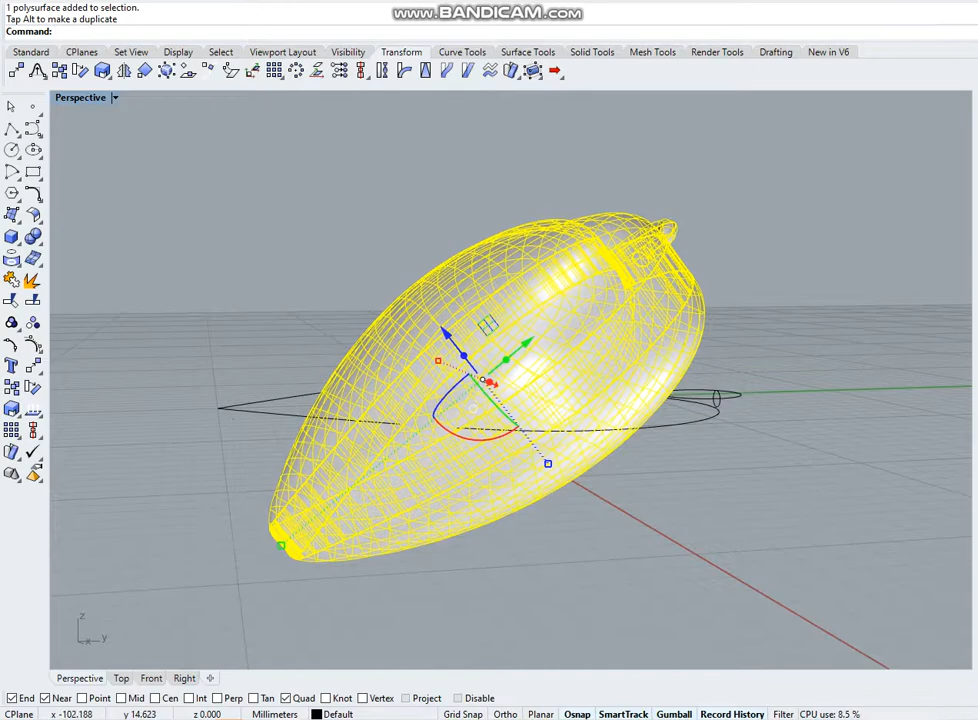 1 polysurface added to selection.
www.BANDICAM.com
Tap Alt to make a duplicate
Command:
Standard CPlanes Set View Display Select Viewport Layout Visibility Transform Curve Tools Surface Tools Solid Tools Mesh Tools Render Tools Drafting New in V6
Perspective
z
x y
Perspective Top Front Right
End Near Point Mid Cen Int Perp Tan Quad Knot Vertex Project Disable
CPlane x -102.188 y 14.623 z 0.000 Millimeters Default Grid Snap Ortho Planar Osnap SmartTrack Gumball Record History Filter CPU use: 8.5 %